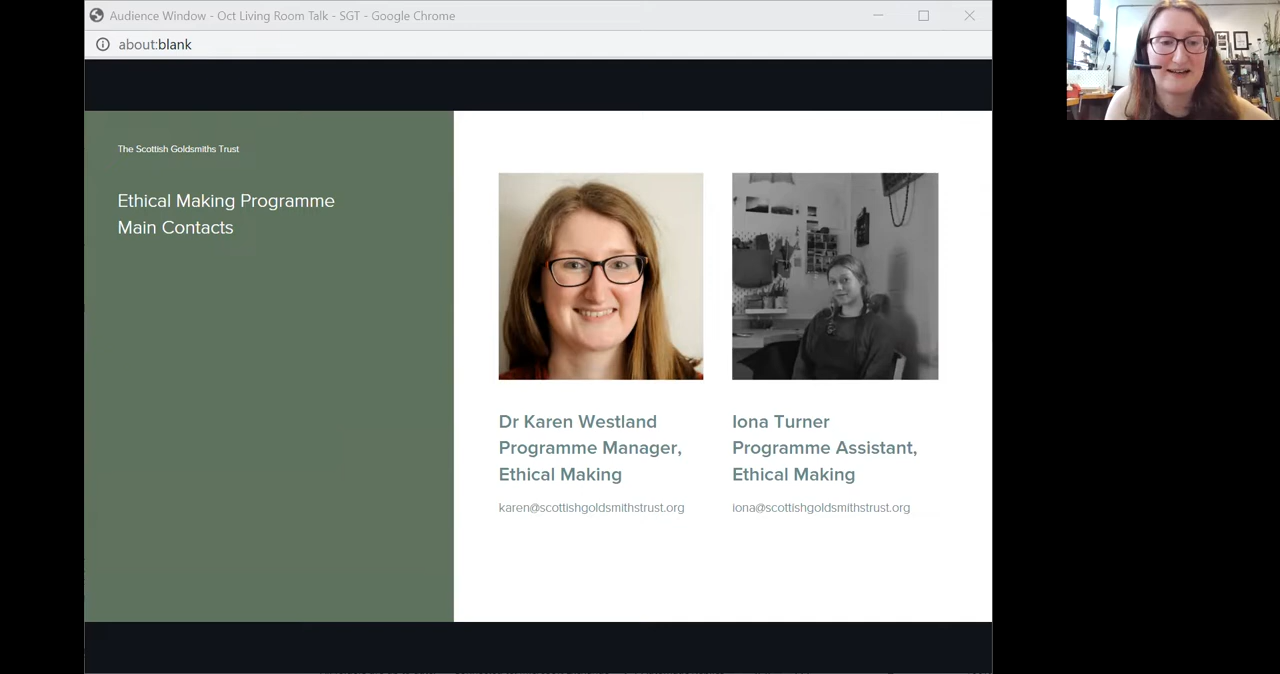 Audience Window - Oct Living Room Talk - SGT - Google Chrome
about:blank
The Scottish Goldsmiths Trust
Ethical Making Programme
Main Contacts
Dr Karen Westland
Programme Manager,
Ethical Making
karen@scottishgoldsmithstrust.org
Iona Turner
Programme Assistant,
Ethical Making
iona@scottishgoldsmithstrust.org